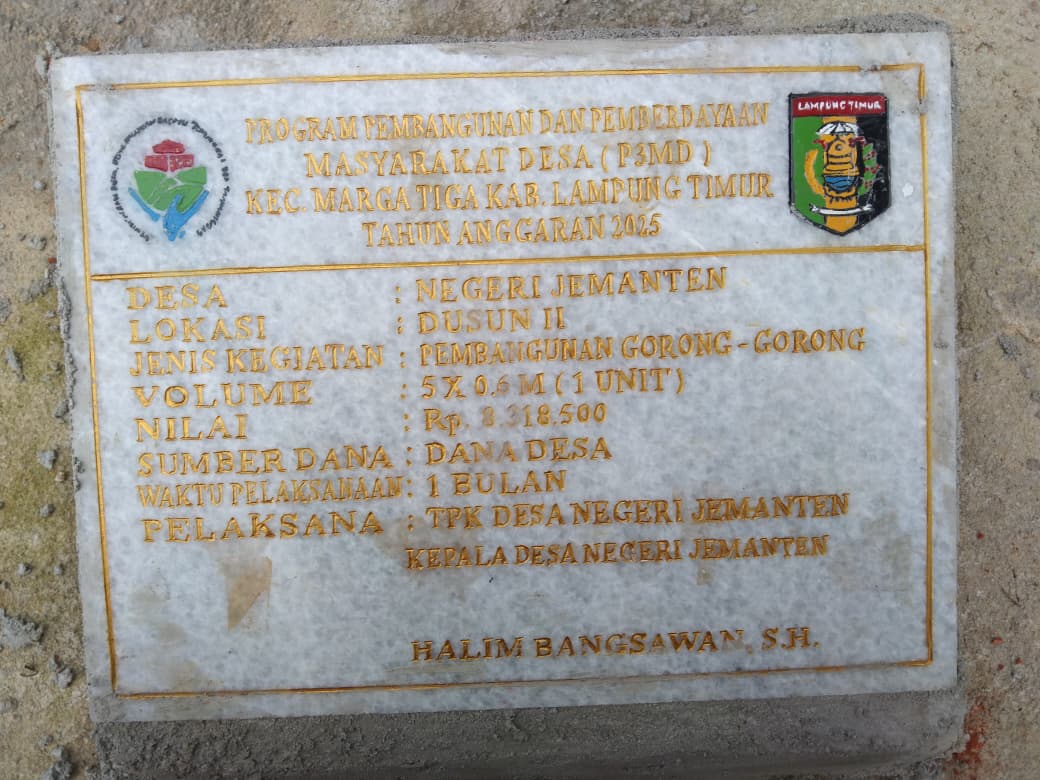 PROGRAM PEMBANGUNAN DAN PEMBERDAYAAN
MASYARAKAT DESA ( P3MD )
KEC. MARGA TIGA KAB. LAMPUNG TIMUR
TAHUN ANGGARAN 2025
LAMPUNG TIMUR
DESA : NEGERI JEMANTEN
LOKASI : DUSUN II
JENIS KEGIATAN : PEMBANGUNAN GORONG - GORONG
VOLUME : 5 X 0.6 M ( 1 UNIT )
NILAI : Rp. 8.318.500
SUMBER DANA : DANA DESA
WAKTU PELAKSANAAN : 1 BULAN
PELAKSANA : TPK DESA NEGERI JEMANTEN
KEPALA DESA NEGERI JEMANTEN
HALIM BANGSAWAN, S.H.